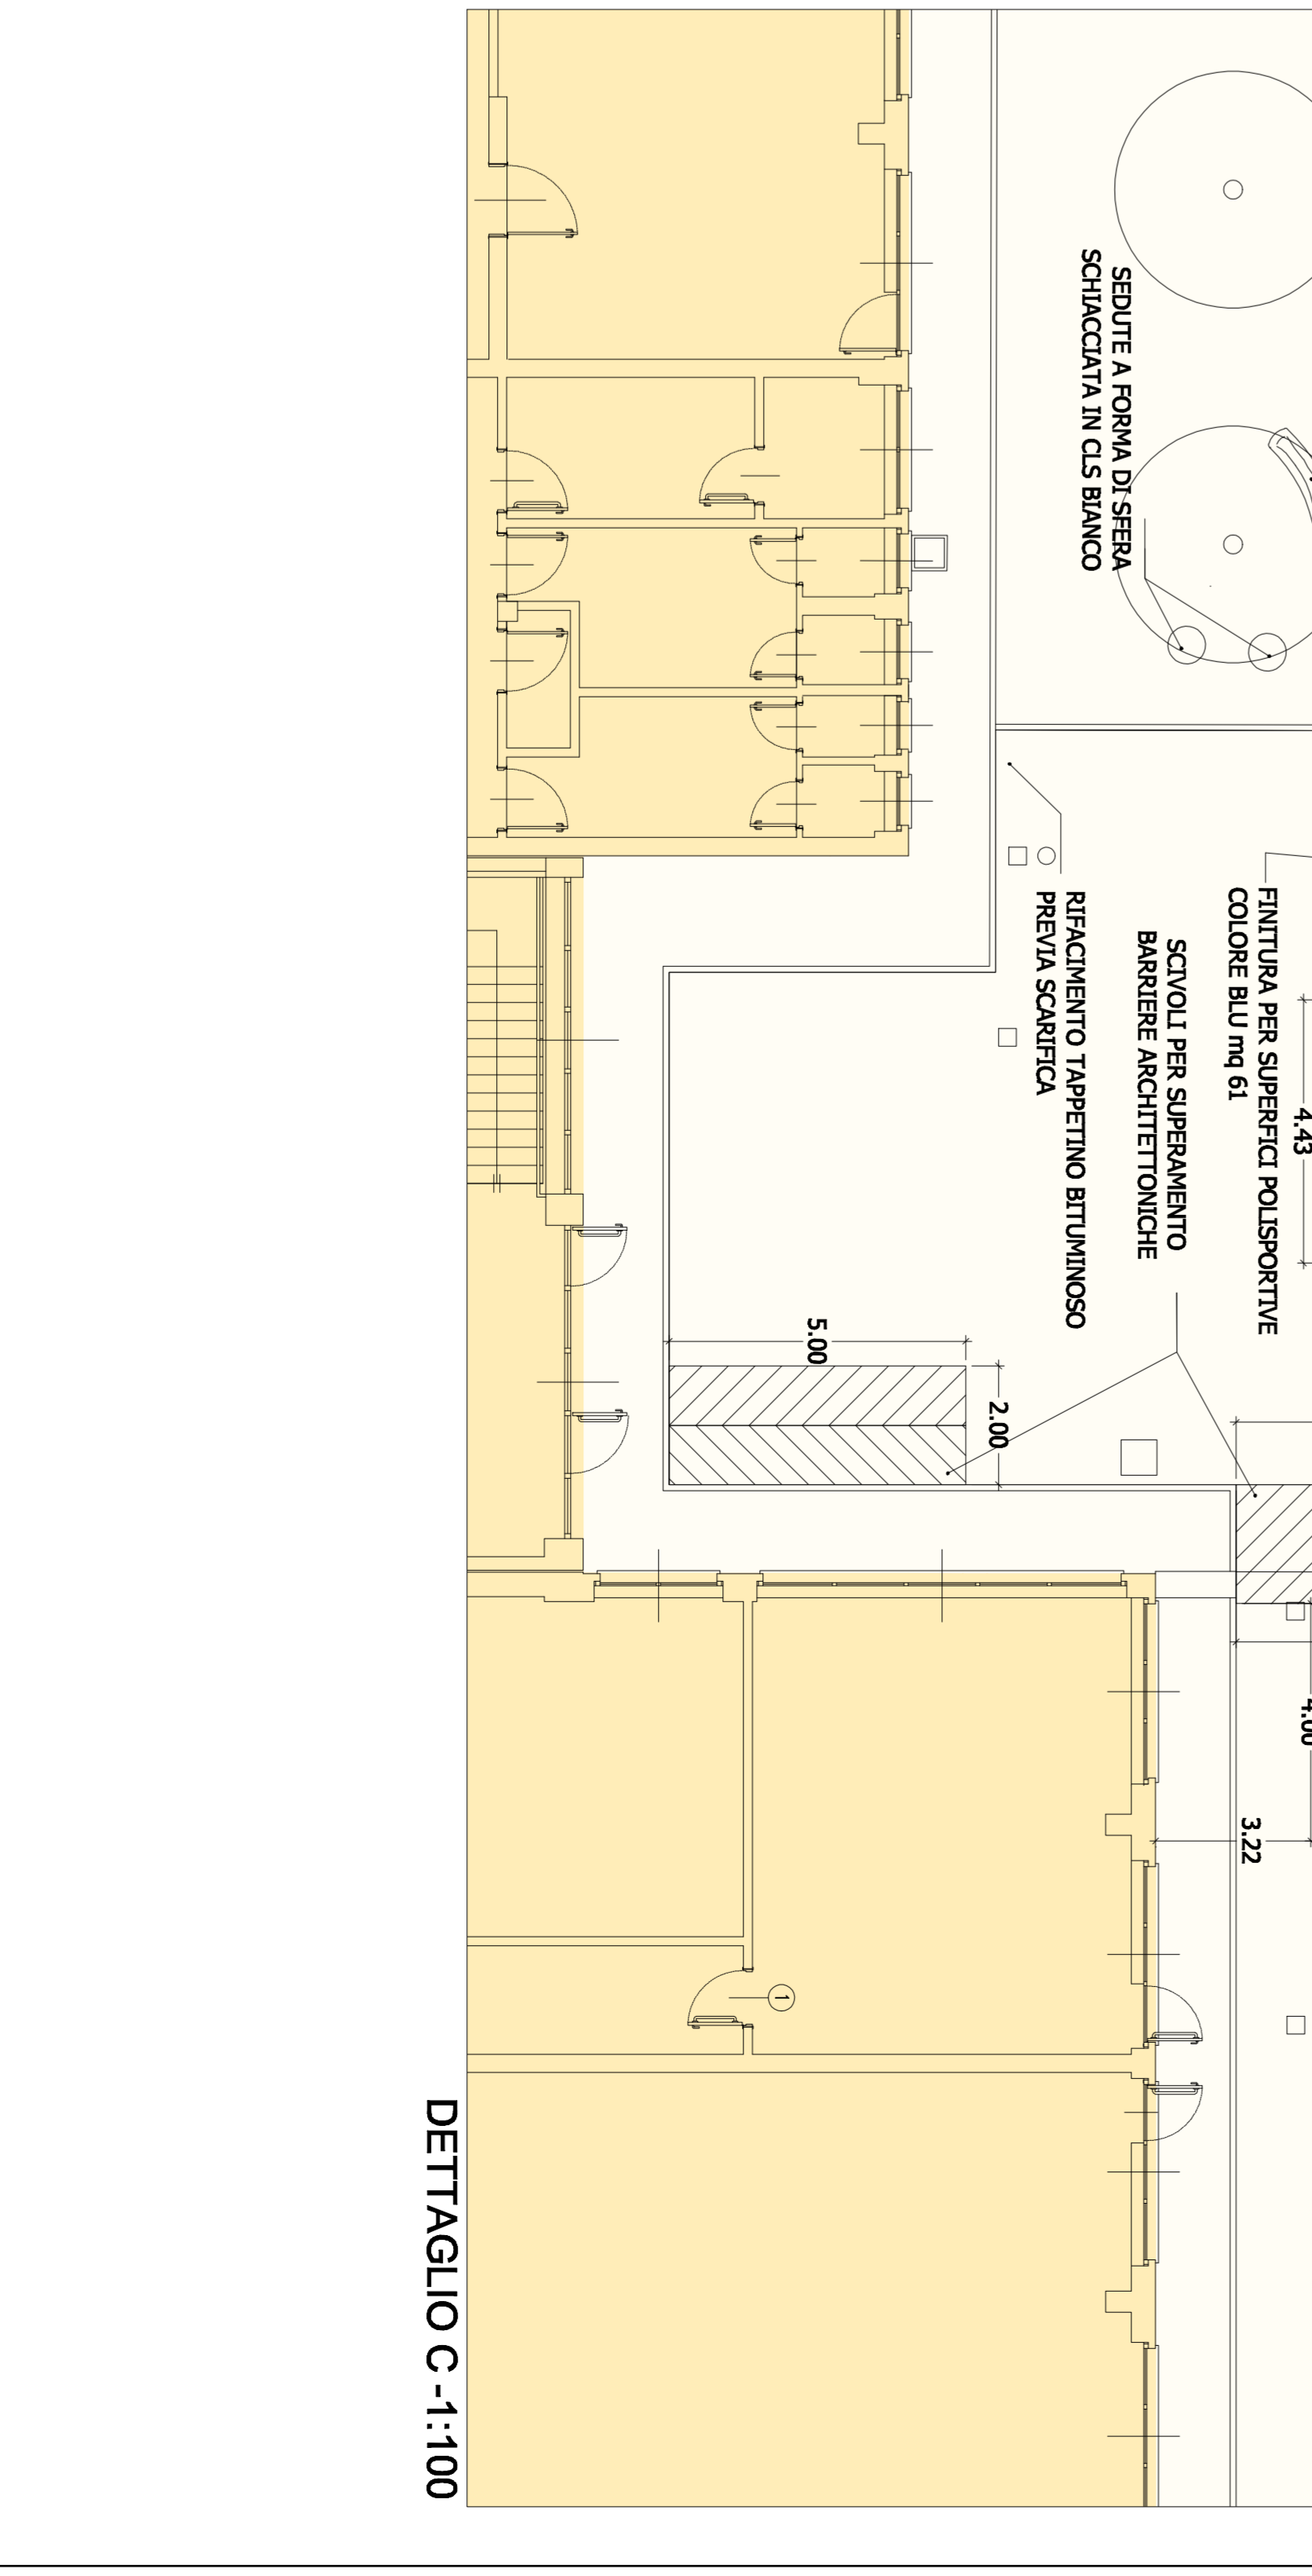 SEDUTE A FORMA DI SFERA
SCHIACCIATA IN CLS BIANCO
FINITURA PER SUPERFICI POLISPORTIVE
COLORE BLU mq 61
4.43
SCIVOLI PER SUPERAMENTO
BARRIERE ARCHITETTONICHE
RIFACIMENTO TAPPETINO BITUMINOSO
PREVIA SCARIFICA
5.00
2.00
3.22
1
DETTAGLIO C -1:100